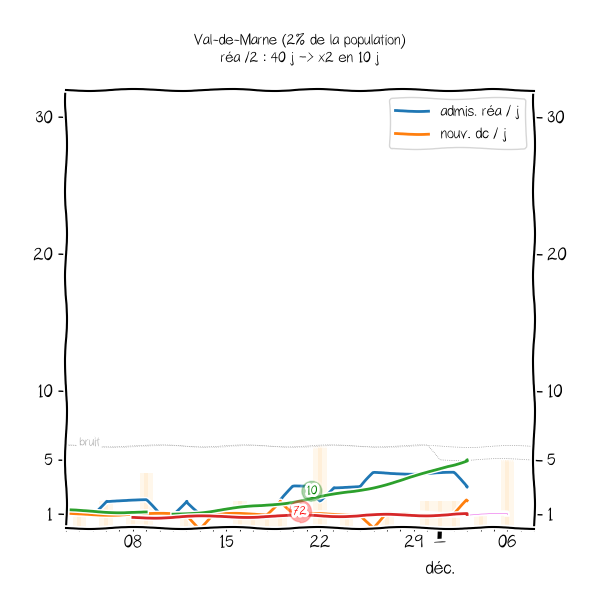 Val-de-Marne (2% de la population)
réa /2 : 40 j -> x2 en 10 j
admis. réa / j
nouv. dc / j
30
30
20
20
10
10
bruit
5
5
10
72
1
1
08
15
22
29
06
déc.